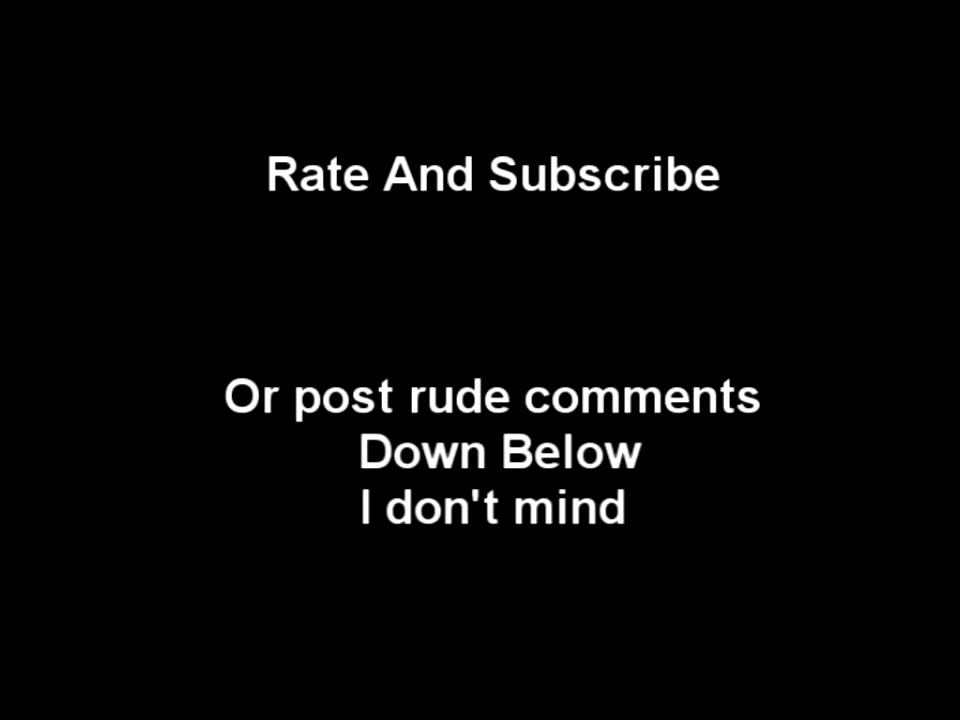 Rate And Subscribe
Or post rude comments
Down Below
I don't mind